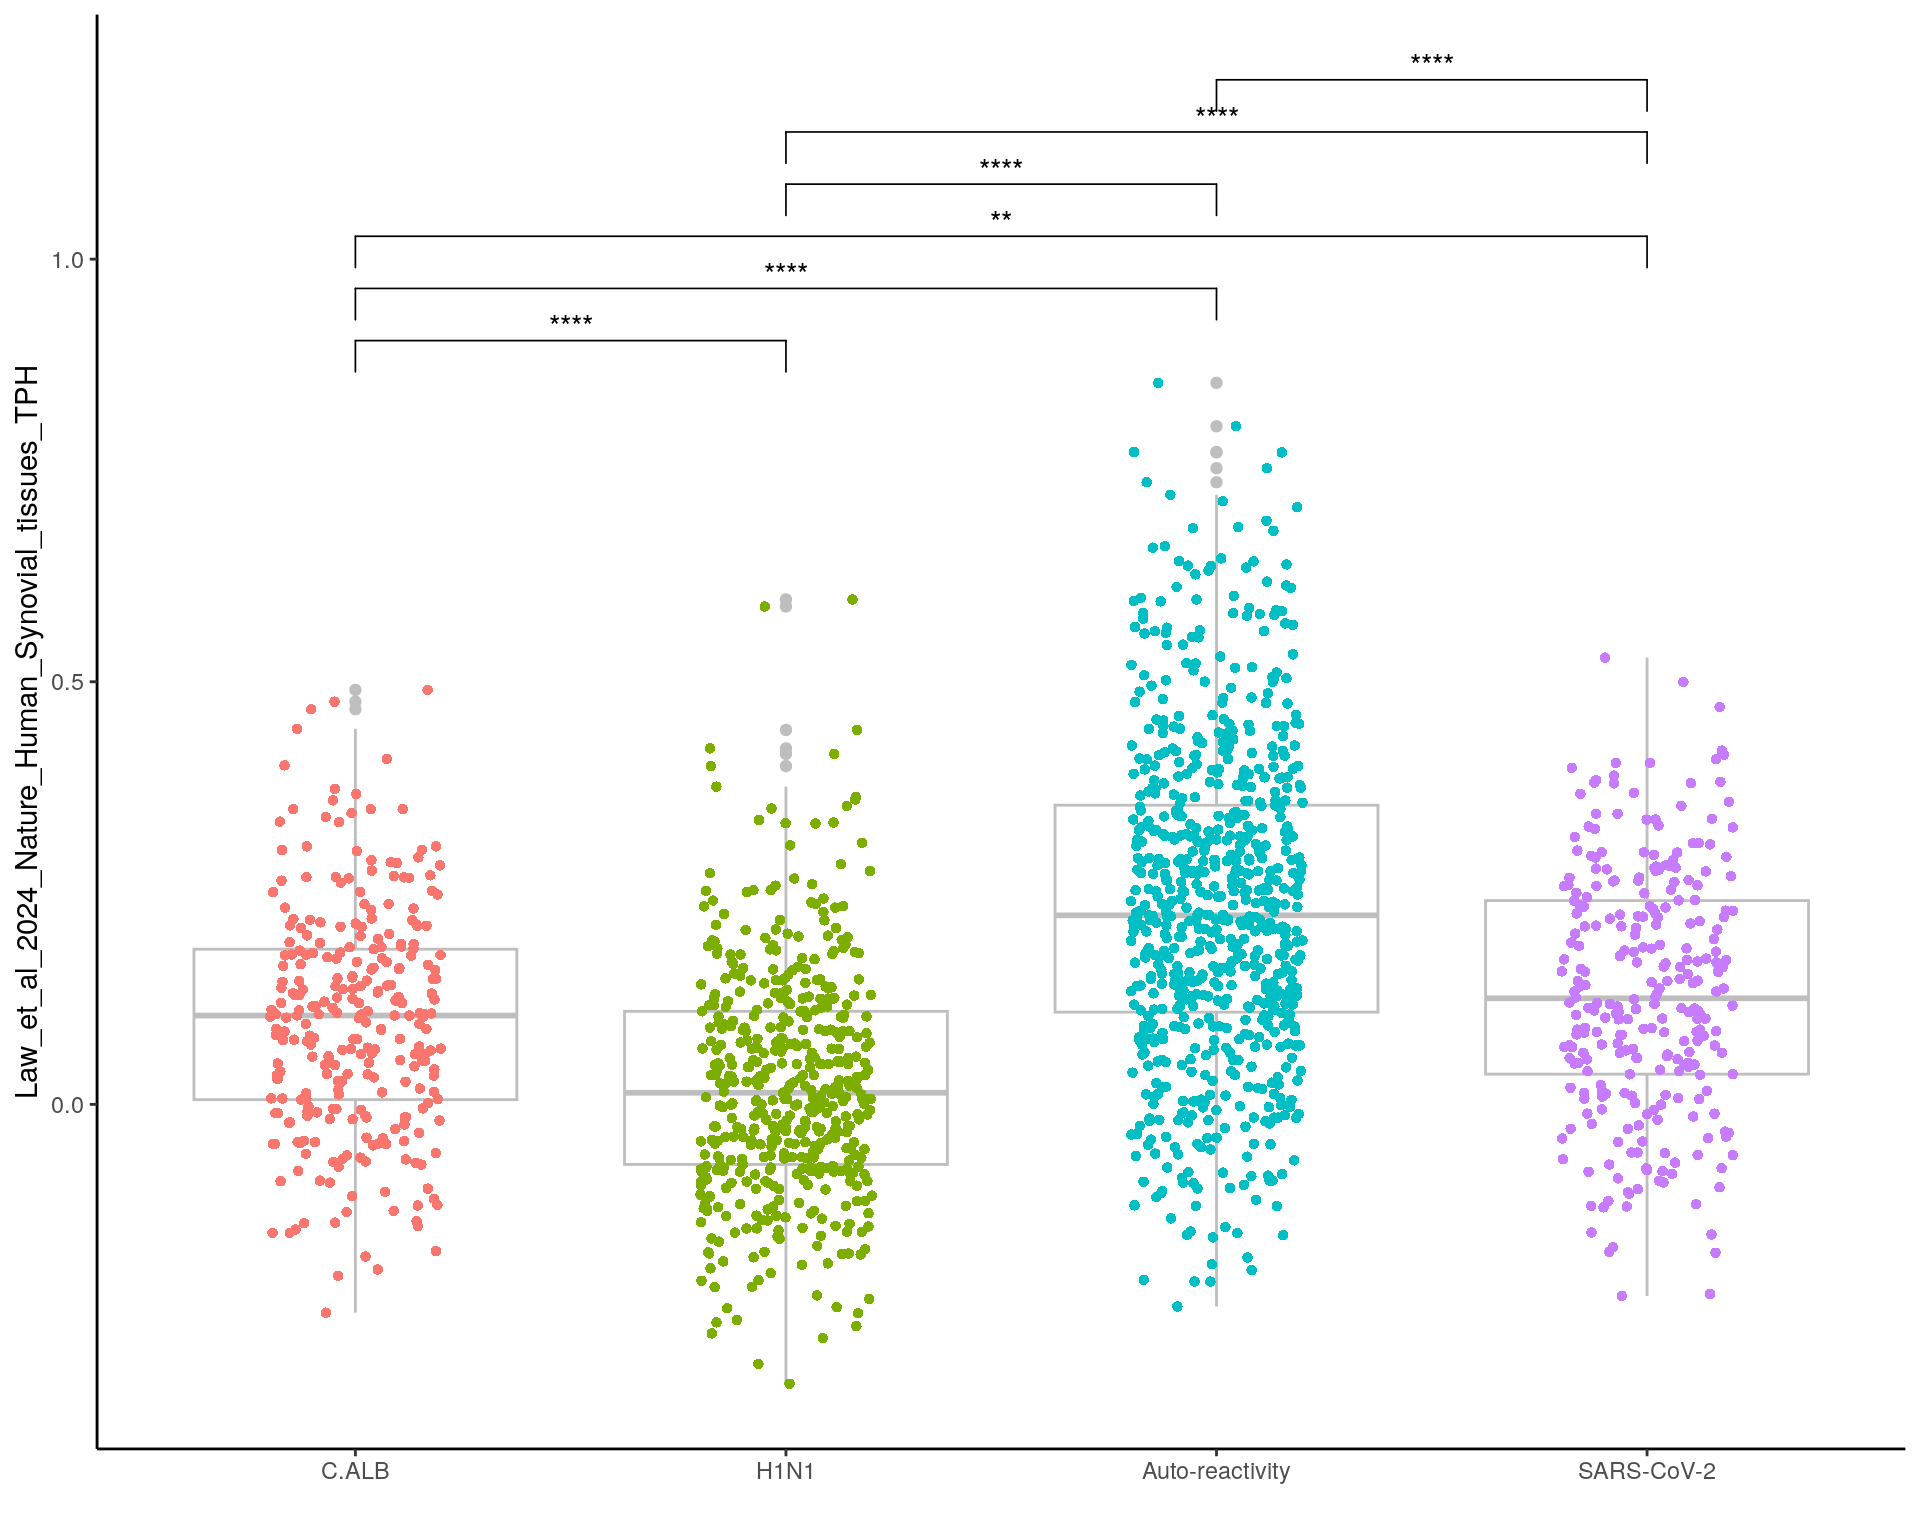 ****
****
****
**
****
****
1.0
0.5
0.0
Law_et_al_2024_Nature_Human_Synovial_tissues_TPH
C.ALB
H1N1
Auto-reactivity
SARS-CoV-2